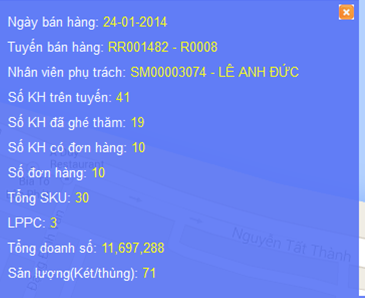 Ngày bán hàng: 24-01-2014
Tuyến bán hàng: RR001482 - R0008
Nhân viên phụ trách: SM00003074 - LÊ ANH ĐỨC
Số KH trên tuyến: 41
Số KH đã ghé thăm: 19
Số KH có đơn hàng: 10
Restaurant
Số đơn hàng: 10
Tổng SKU: 30
LPPC: 3
Nguyễn Tất Thành
Tổng doanh số: 11,697,288
Sản lượng(Két/thùng): 71